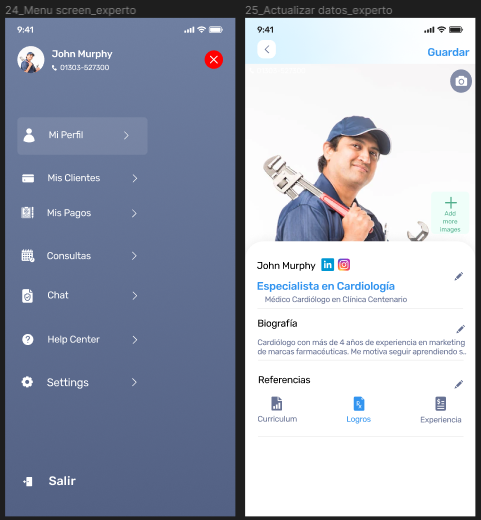 24_Menu screen_experto
9:41
John Murphy
01303-527300
Mi Perfil
Mis Clientes
Mis Pagos
Consultas
Chat
Help Center
Settings
Salir
25_Actualizar datos_experto
9:41
Guardar
Add
more
images
John Murphy
in
Especialista en Cardiología
Médico Cardiólogo en Clínica Centenario
Biografía
Cardiólogo con más de 4 años de experiencia en marketing
de marcas farmacéuticas. Me motiva seguir aprendiendo s..
Referencias
Curriculum
Logros
Experiencia